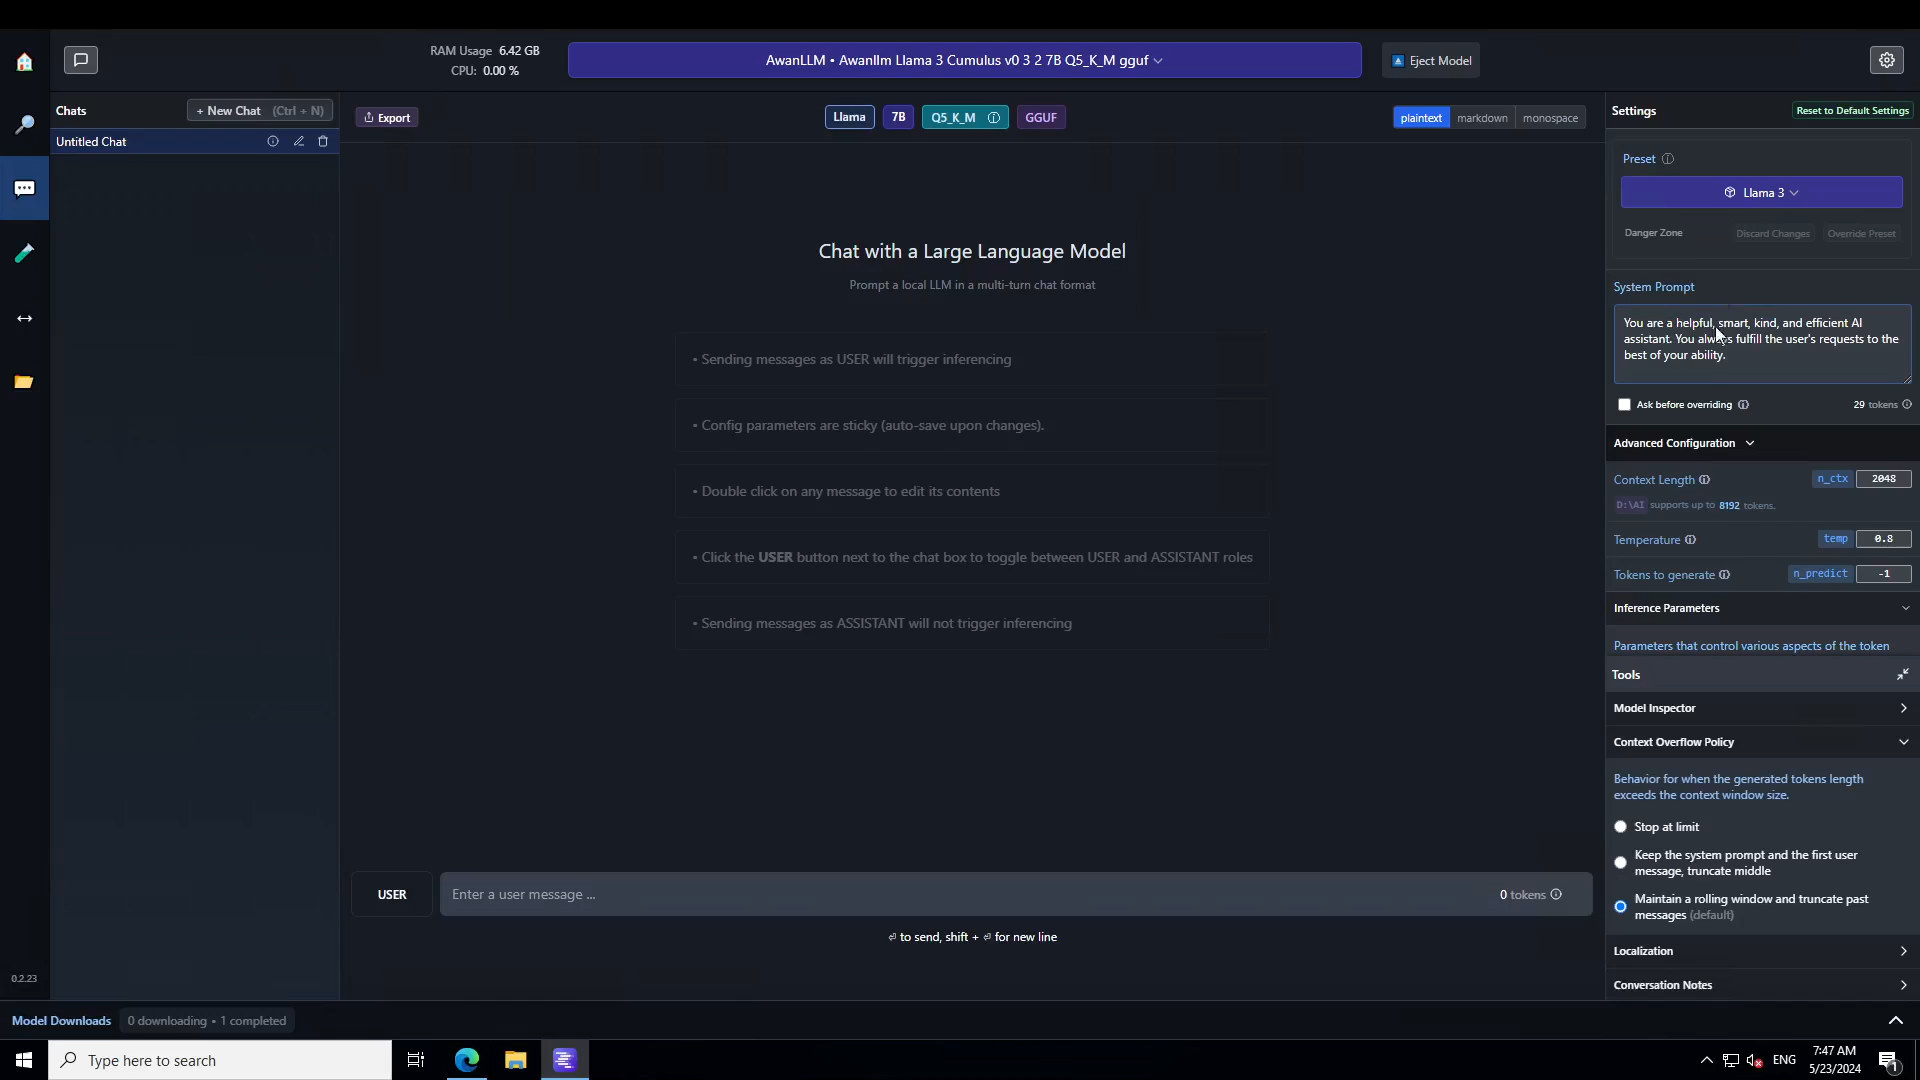 RAM Usage 6.42 GB
CPU: 0.00 %
AwanLLM • Awanllm Llama 3 Cumulus v0 3 2 7B Q5_K_M gguf
Eject Model
Chats
+ New Chat (Ctrl + N)
Export
Llama
7B
Q5_K_M
GGUF
plaintext
markdown
monospace
Settings
Reset to Default Settings
Untitled Chat
Preset
Llama 3
Danger Zone
Discard Changes
Override Preset
Chat with a Large Language Model
Prompt a local LLM in a multi-turn chat format
• Sending messages as USER will trigger inferencing
• Config parameters are sticky (auto-save upon changes).
• Double click on any message to edit its contents
• Click the USER button next to the chat box to toggle between USER and ASSISTANT roles
• Sending messages as ASSISTANT will not trigger inferencing
System Prompt
You are a helpful, smart, kind, and efficient AI
assistant. You always fulfill the user's requests to the
best of your ability.
Ask before overriding
29 tokens
Advanced Configuration
Context Length
n_ctx
2048
D:\AI supports up to 8192 tokens.
Temperature
temp
0.8
Tokens to generate
n_predict
-1
Inference Parameters
Parameters that control various aspects of the token
Tools
Model Inspector
Context Overflow Policy
Behavior for when the generated tokens length
exceeds the context window size.
Stop at limit
Keep the system prompt and the first user
message, truncate middle
Maintain a rolling window and truncate past
messages (default)
Localization
Conversation Notes
USER
Enter a user message ...
0 tokens
⏎ to send, shift + ⏎ for new line
0.2.23
Model Downloads
0 downloading • 1 completed
Type here to search
ENG
7:47 AM
5/23/2024
1